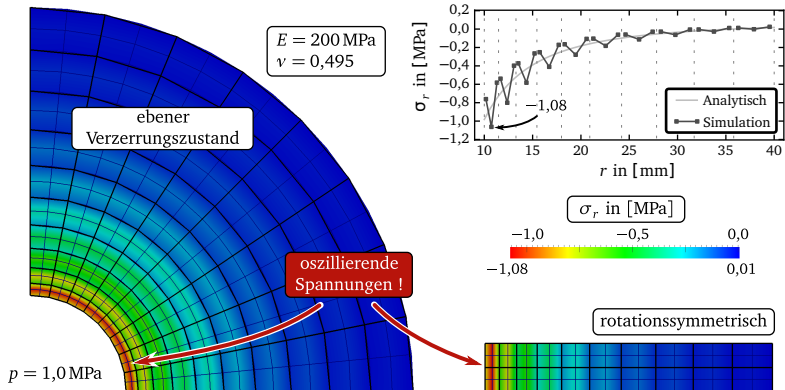 E = 200 MPa
ν = 0,495
ebener
Verzerrungszustand
oszillierende
Spannungen !
p = 1,0 MPa
0,2
0,0
−0,2
−0,4
−0,6
−0,8
−1,0
−1,2
σr in [MPa]
−1,08
Analytisch
Simulation
10 15 20 25 30 35 40
r in [mm]
σr in [MPa]
−1,0 −0,5 0,0
−1,08 0,01
rotationssymmetrisch